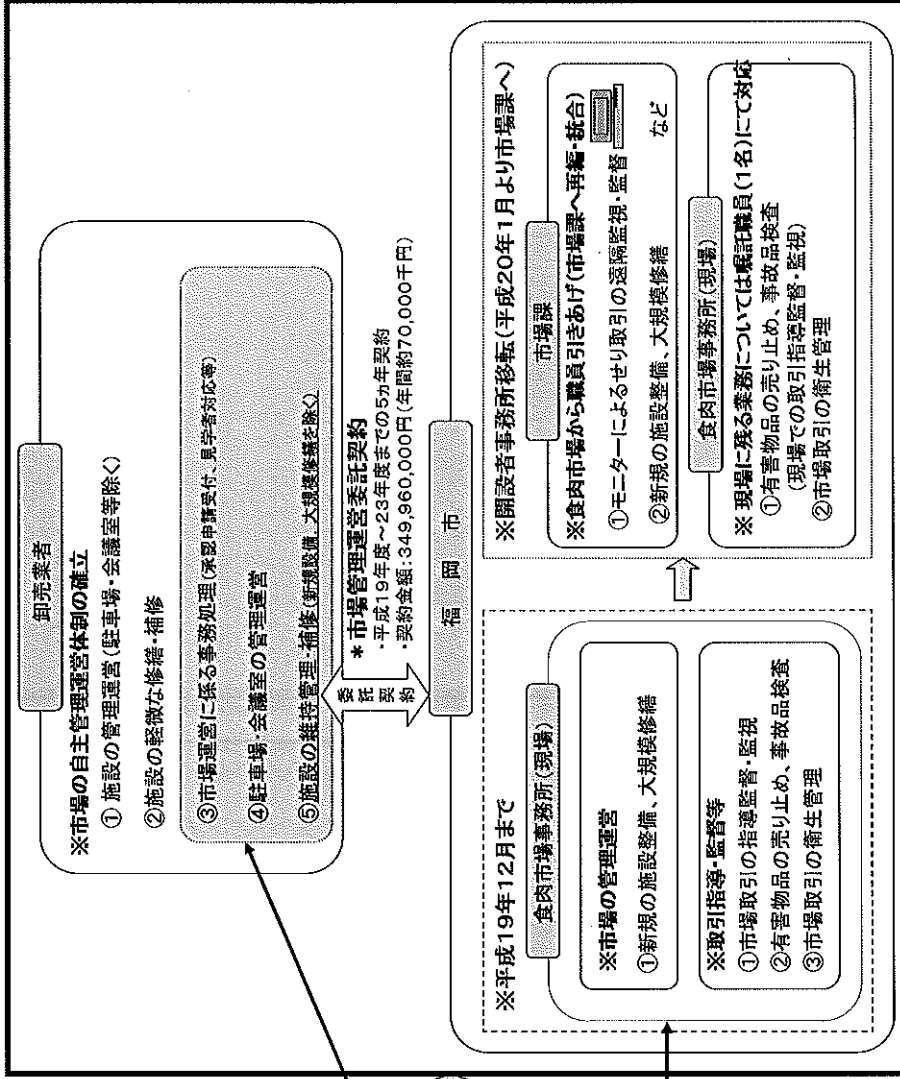 卸売業者
※市場の自主管理運営体制の確立
① 施設の管理運営(駐車場・会議室等除く)
②施設の軽微な修繕・補修
③市場運営に係る事務処理(承認申請受付、見学者対応等)
④駐車場・会議室の管理運営
⑤施設の維持管理・補修(新規設備、大規模修繕を除く)
委託契約
＊市場管理運営委託契約
・平成19年度～23年度までの5ヵ年契約
・契約金額:349,960,000円(年間約70,000千円)
福岡市
※平成19年12月まで
食肉市場事務所(現場)
※市場の管理運営
①新規の施設整備、大規模修繕
※取引指導・監督等
①市場取引の指導監督・監視
②有害物品の売り止め、事故品検査
③市場取引の衛生管理
※開設者事務所移転(平成20年1月より市場課へ)
市場課
※食肉市場から職員引きあげ(市場課へ再編・統合)
①モニターによるせり取引の遠隔監視・監督
②新規の施設整備、大規模修繕 など
食肉市場事務所(現場)
※ 現場に残る業務については嘱託職員(1名)にて対応
①有害物品の売り止め、事故品検査
(現場での取引指導監督・監視)
②市場取引の衛生管理